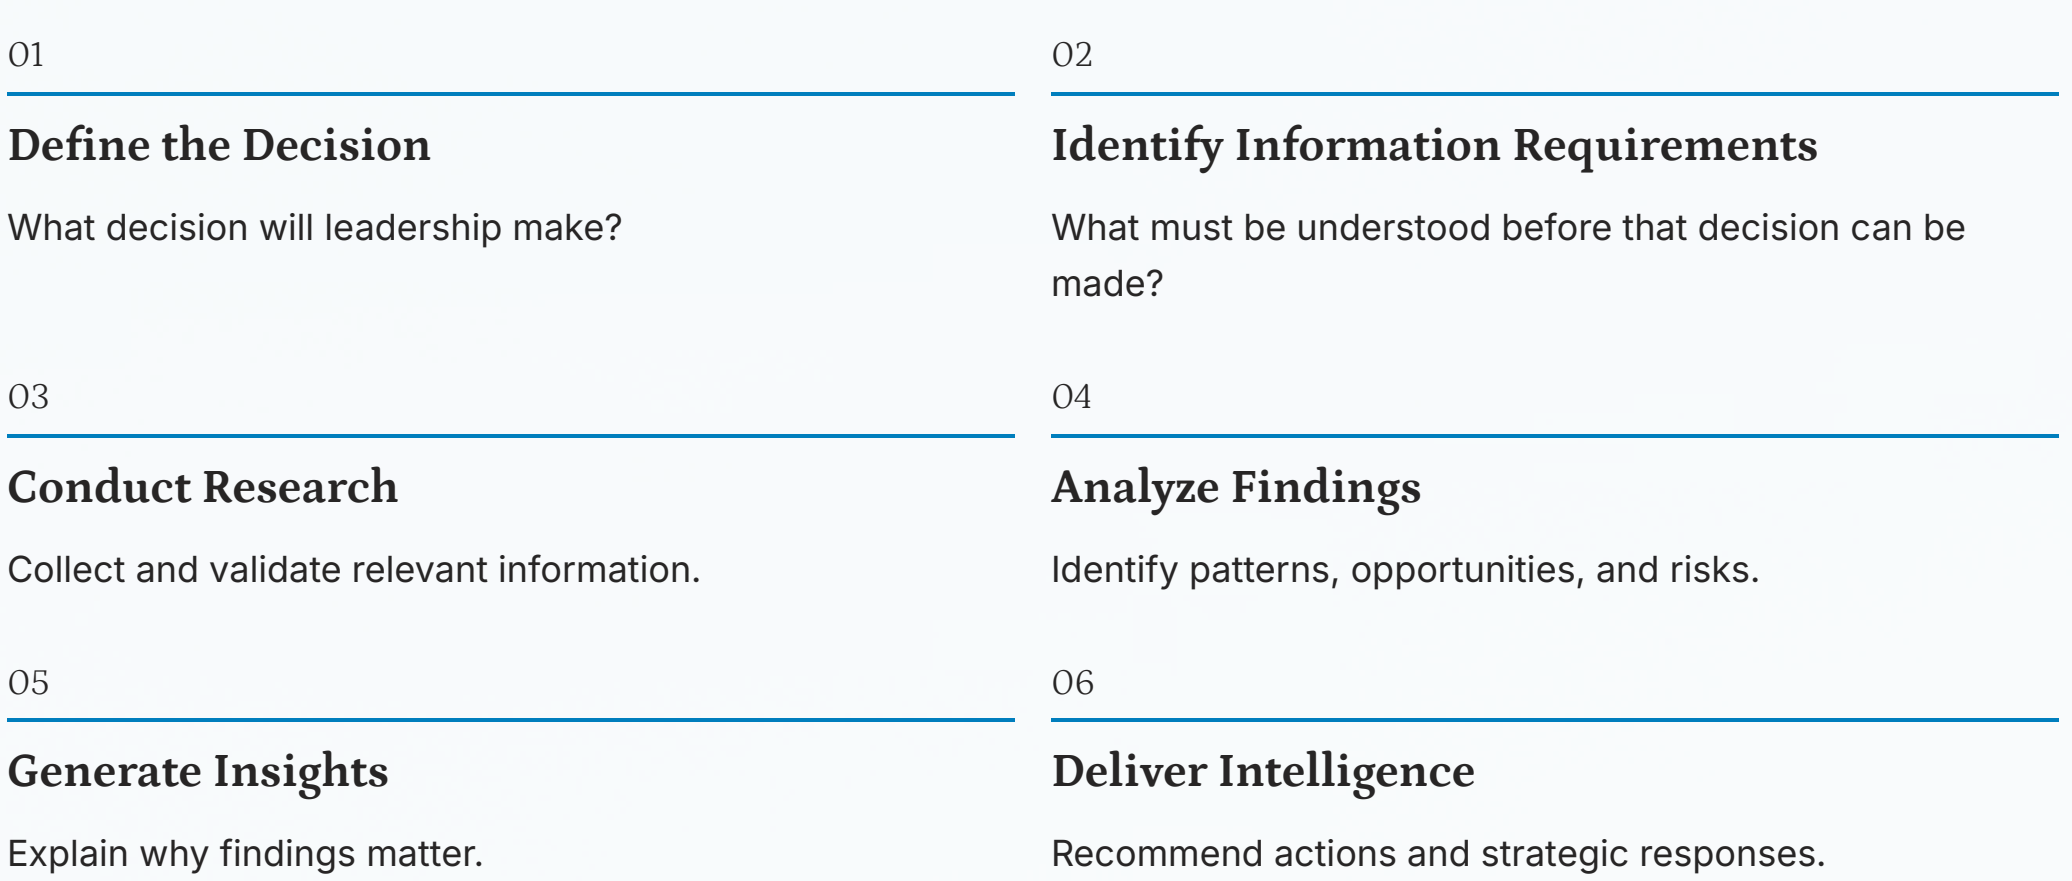 01
Define the Decision
What decision will leadership make?
02
Identify Information Requirements
What must be understood before that decision can be
made?
03
Conduct Research
Collect and validate relevant information.
04
Analyze Findings
Identify patterns, opportunities, and risks.
05
Generate Insights
Explain why findings matter.
06
Deliver Intelligence
Recommend actions and strategic responses.